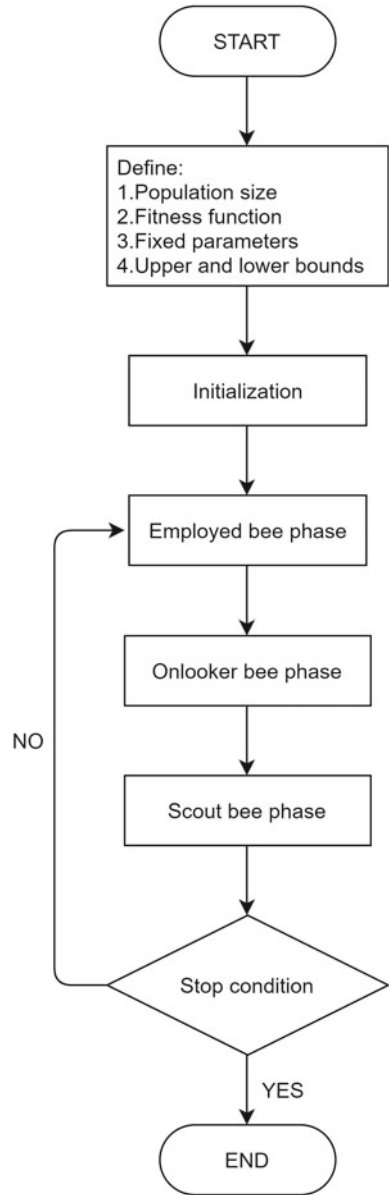 START
Define:
1.Population size
2.Fitness function
3.Fixed parameters
4.Upper and lower bounds
Initialization
Employed bee phase
Onlooker bee phase
NO
Scout bee phase
Stop condition
YES
END